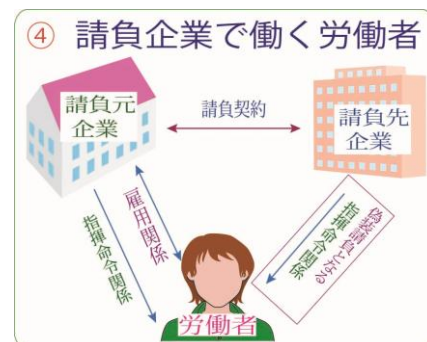 ④ 請負企業で働く労働者
請負元
企業
請負契約
請負先
企業
指揮命令関係
雇用関係
偽装請負となる
指揮命令関係
労働者